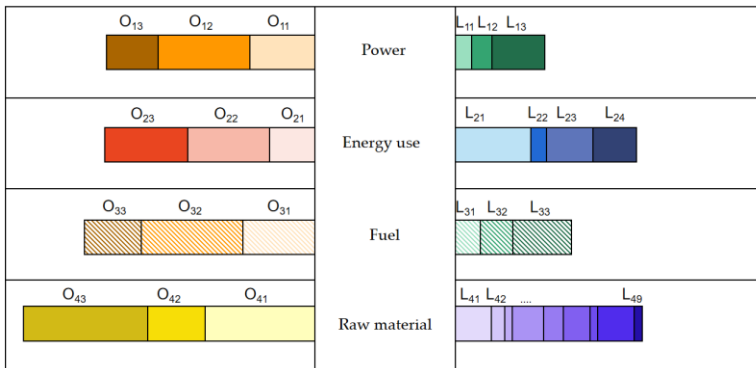 O₁₃ O₁₂ O₁₁ Power L₁₁ L₁₂ L₁₃
O₂₃ O₂₂ O₂₁ Energy use L₂₁ L₂₂ L₂₃ L₂₄
O₃₃ O₃₂ O₃₁ Fuel L₃₁ L₃₂ L₃₃
O₄₃ O₄₂ O₄₁ Raw material L₄₁ L₄₂ .... L₄₉